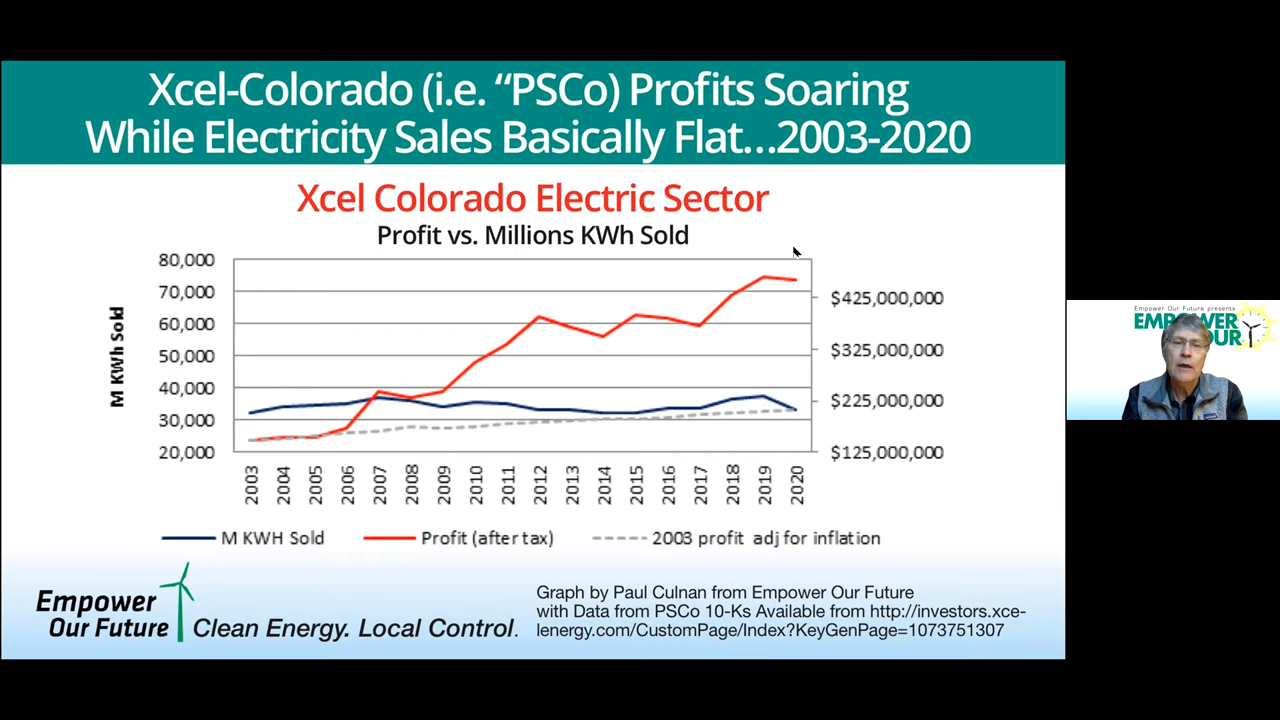 Xcel-Colorado (i.e. “PSCo) Profits Soaring
While Electricity Sales Basically Flat...2003-2020
Xcel Colorado Electric Sector
Profit vs. Millions KWh Sold
M KWh Sold
80,000
70,000
60,000
50,000
40,000
30,000
20,000
$425,000,000
$325,000,000
$225,000,000
$125,000,000
2003
2004
2005
2006
2007
2008
2009
2010
2011
2012
2013
2014
2015
2016
2017
2018
2019
2020
M KWH Sold
Profit (after tax)
2003 profit adj for inflation
Empower
Our Future
Clean Energy. Local Control.
Graph by Paul Culnan from Empower Our Future
with Data from PSCo 10-Ks Available from http://investors.xce-
lenergy.com/CustomPage/Index?KeyGenPage=1073751307
Empower Our Future presents